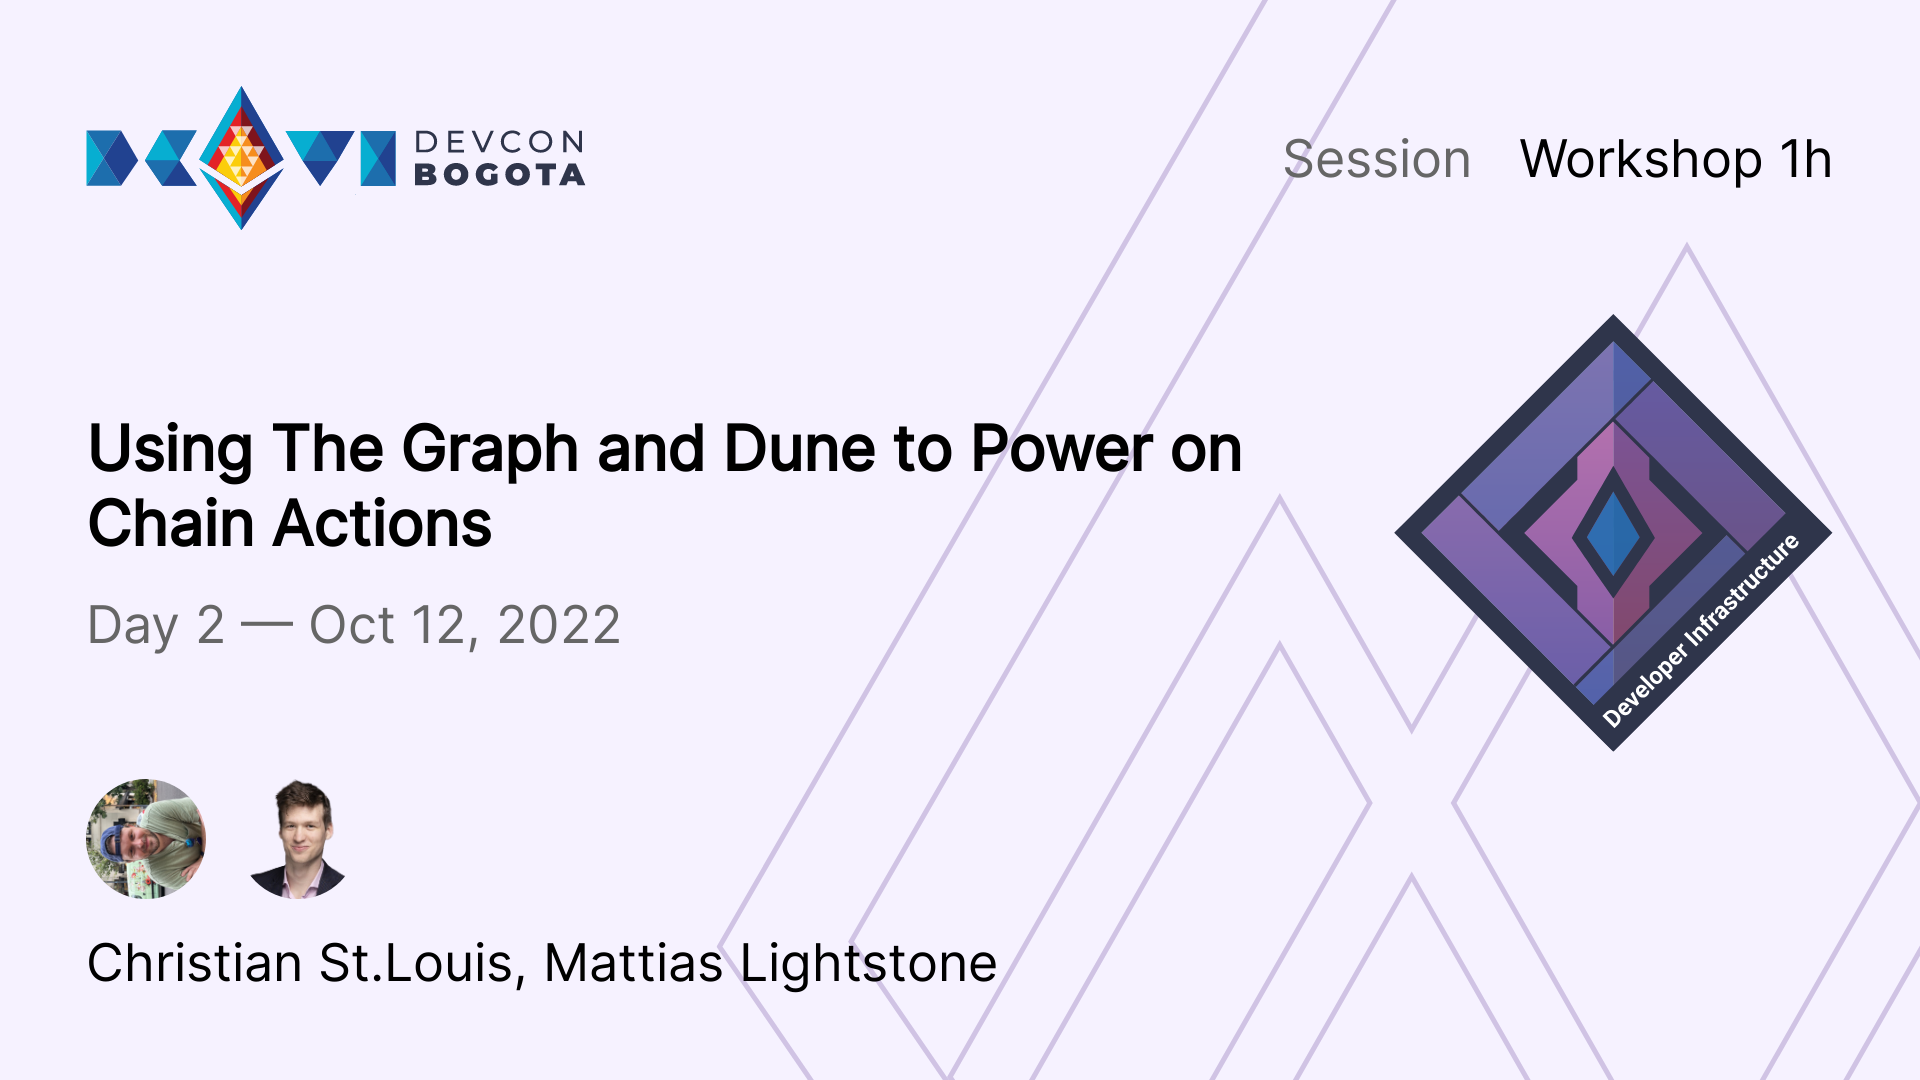 DEVCON
BOGOTA
Session Workshop 1h
Using The Graph and Dune to Power on
Chain Actions
Day 2 — Oct 12, 2022
Developer Infrastructure
Christian St.Louis, Mattias Lightstone